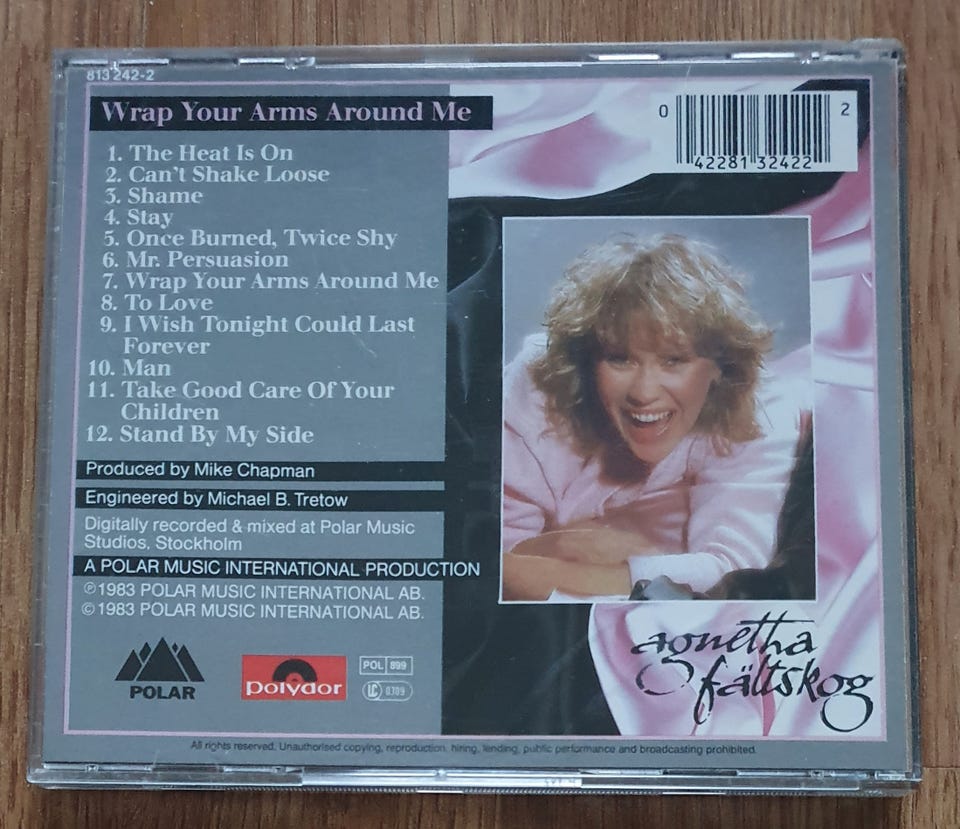 813 242-2
Wrap Your Arms Around Me
1. The Heat Is On
2. Can't Shake Loose
3. Shame
4. Stay
5. Once Burned, Twice Shy
6. Mr. Persuasion
7. Wrap Your Arms Around Me
8. To Love
9. I Wish Tonight Could Last
Forever
10. Man
11. Take Good Care Of Your
Children
12. Stand By My Side
Produced by Mike Chapman
Engineered by Michael B. Tretow
Digitally recorded & mixed at Polar Music
Studios, Stockholm
A POLAR MUSIC INTERNATIONAL PRODUCTION
℗1983 POLAR MUSIC INTERNATIONAL AB.
©1983 POLAR MUSIC INTERNATIONAL AB.
POLAR
polydor
POL 899
LC 0309
0 42281 32422 2
agnetha
fältskog
All rights reserved. Unauthorised copying, reproduction, hiring, lending, public performance and broadcasting prohibited.